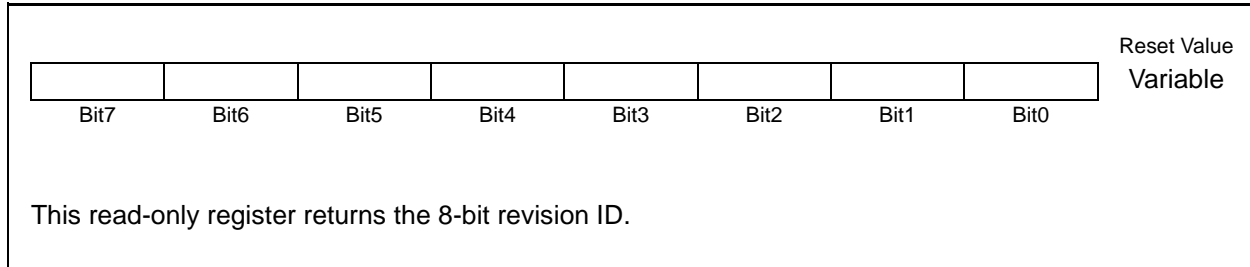 Reset Value
Variable
Bit7 Bit6 Bit5 Bit4 Bit3 Bit2 Bit1 Bit0
This read-only register returns the 8-bit revision ID.